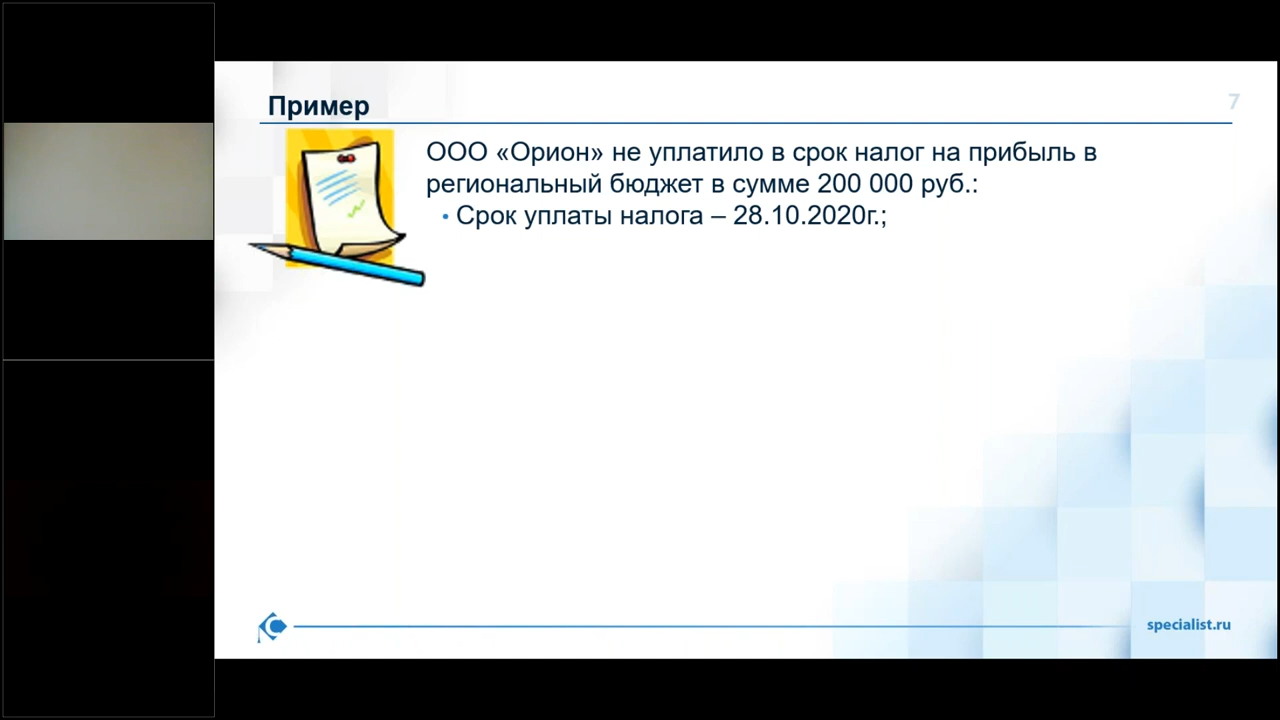 Пример
7
ООО «Орион» не уплатило в срок налог на прибыль в
региональный бюджет в сумме 200 000 руб.:
• Срок уплаты налога – 28.10.2020г.;
specialist.ru